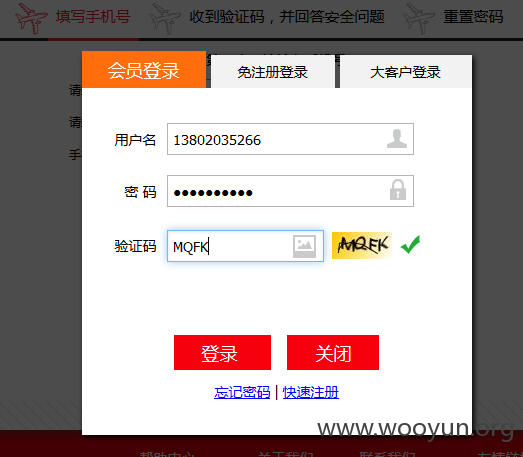 填写手机号 收到验证码，并回答安全问题 重置密码
会员登录 免注册登录 大客户登录
请
请
手
用户名 13802035266
密 码 ●●●●●●●●●●
验证码 MQFK MQFK
登录 关闭
忘记密码 | 快速注册
www.wooyun.org
帮助中心 关于我们 联系我们